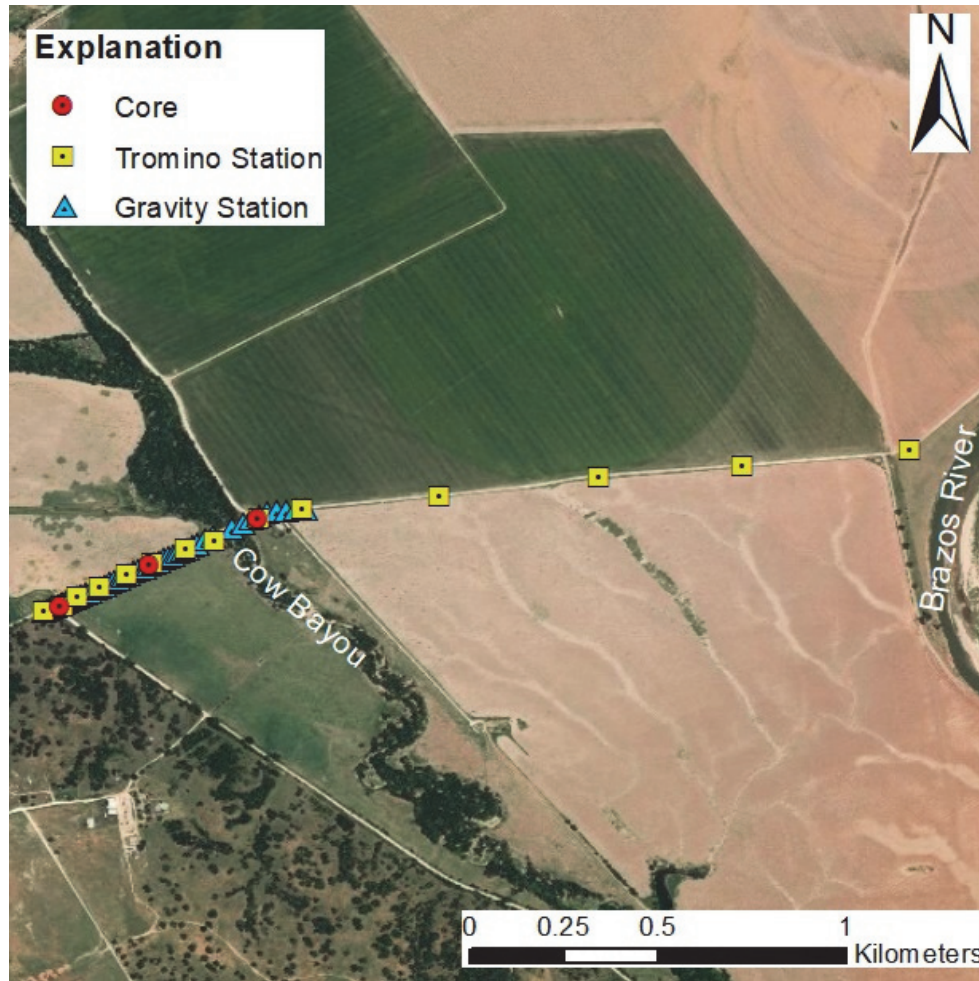 Explanation
Core
Tromino Station
Gravity Station
N
Cow Bayou
Brazos River
0 0.25 0.5 1
Kilometers